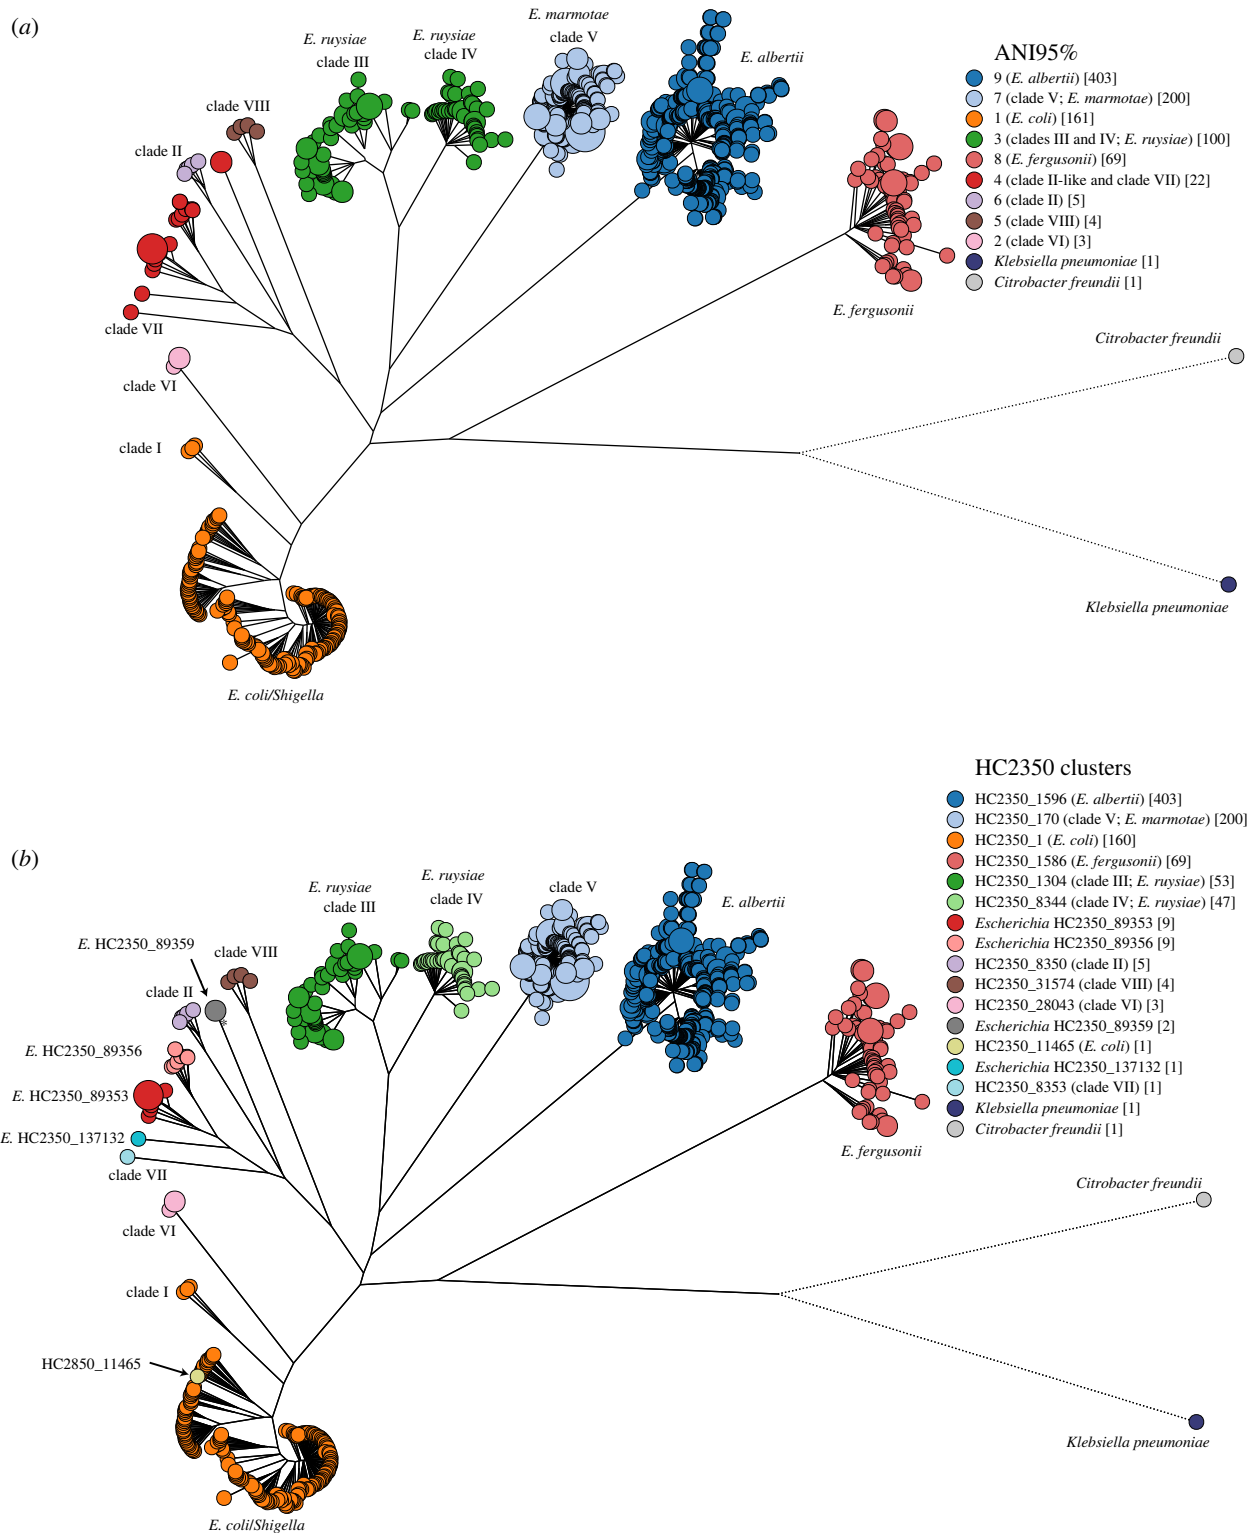 (a)
E. marmotae
clade V
E. ruysiae
clade III
E. ruysiae
clade IV
E. albertii
clade VIII
clade II
clade VII
clade VI
clade I
E. coli/Shigella
E. fergusonii
Citrobacter freundii
Klebsiella pneumoniae
ANI95%
9 (E. albertii) [403]
7 (clade V; E. marmotae) [200]
1 (E. coli) [161]
3 (clades III and IV; E. ruysiae) [100]
8 (E. fergusonii) [69]
4 (clade II-like and clade VII) [22]
6 (clade II) [5]
5 (clade VIII) [4]
2 (clade VI) [3]
Klebsiella pneumoniae [1]
Citrobacter freundii [1]
(b)
E. ruysiae
clade III
E. ruysiae
clade IV
clade V
E. albertii
E. HC2350_89359
clade VIII
clade II
*
E. HC2350_89356
E. HC2350_89353
E. HC2350_137132
clade VII
clade VI
clade I
HC2850_11465
E. coli/Shigella
E. fergusonii
Citrobacter freundii
Klebsiella pneumoniae
HC2350 clusters
HC2350_1596 (E. albertii) [403]
HC2350_170 (clade V; E. marmotae) [200]
HC2350_1 (E. coli) [160]
HC2350_1586 (E. fergusonii) [69]
HC2350_1304 (clade III; E. ruysiae) [53]
HC2350_8344 (clade IV; E. ruysiae) [47]
Escherichia HC2350_89353 [9]
Escherichia HC2350_89356 [9]
HC2350_8350 (clade II) [5]
HC2350_31574 (clade VIII) [4]
HC2350_28043 (clade VI) [3]
Escherichia HC2350_89359 [2]
HC2350_11465 (E. coli) [1]
Escherichia HC2350_137132 [1]
HC2350_8353 (clade VII) [1]
Klebsiella pneumoniae [1]
Citrobacter freundii [1]